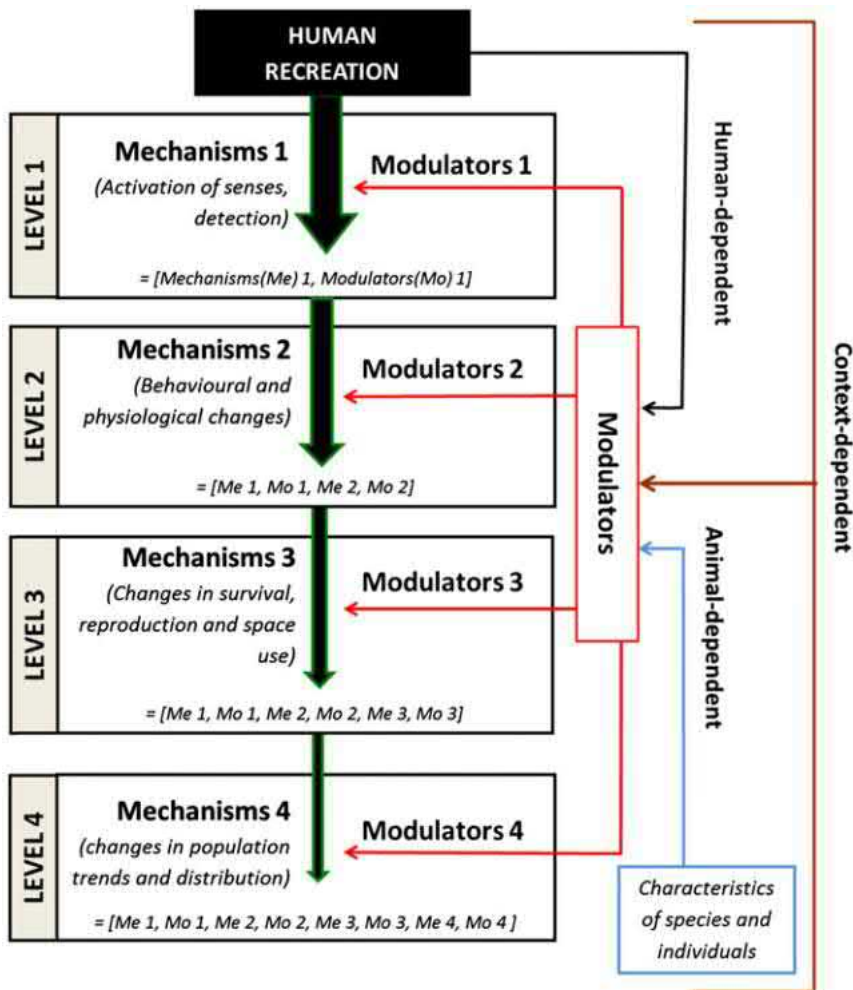 HUMAN
RECREATION
LEVEL 1
Mechanisms 1
(Activation of senses,
detection)
Modulators 1
= [Mechanisms(Me) 1, Modulators(Mo) 1]
LEVEL 2
Mechanisms 2
(Behavioural and
physiological changes)
Modulators 2
= [Me 1, Mo 1, Me 2, Mo 2]
LEVEL 3
Mechanisms 3
(Changes in survival,
reproduction and space
use)
Modulators 3
= [Me 1, Mo 1, Me 2, Mo 2, Me 3, Mo 3]
LEVEL 4
Mechanisms 4
(changes in population
trends and distribution)
Modulators 4
= [Me 1, Mo 1, Me 2, Mo 2, Me 3, Mo 3, Me 4, Mo 4 ]
Modulators
Human-dependent
Animal-dependent
Context-dependent
Characteristics
of species and
individuals